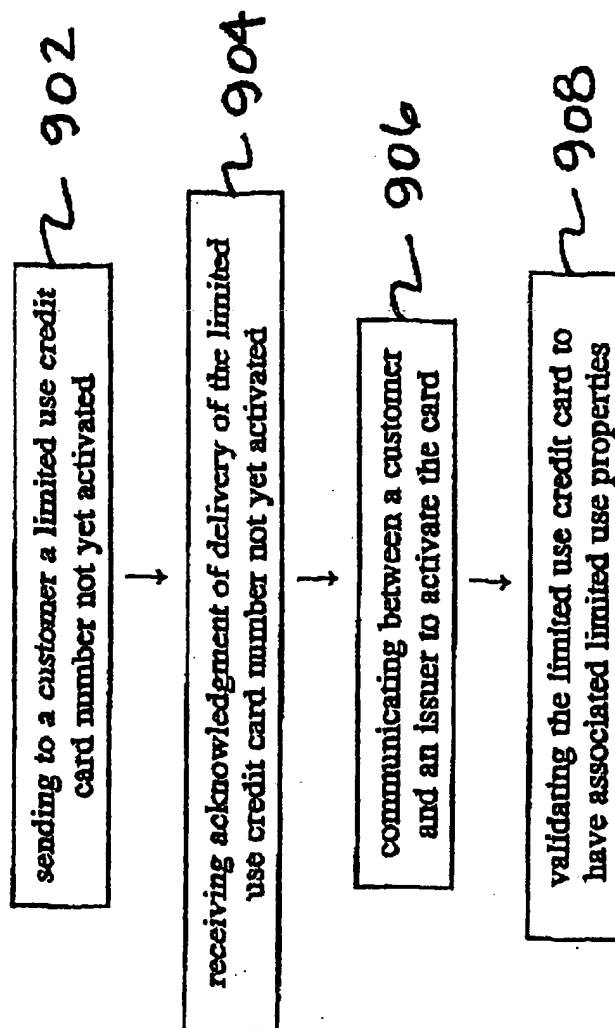 sending to a customer a limited use credit
card number not yet activated
902
receiving acknowledgment of delivery of the limited
use credit card number not yet activated
904
communicating between a customer
and an issuer to activate the card
906
validating the limited use credit card to
have associated limited use properties
908